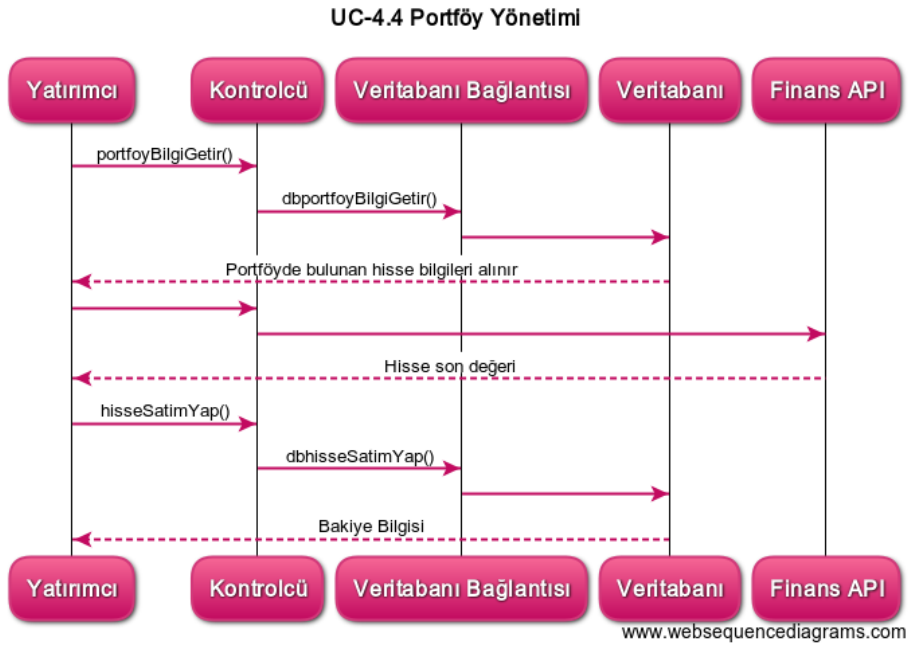 UC-4.4 Portföy Yönetimi
Yatırımcı
Kontrolcü
Veritabanı Bağlantısı
Veritabanı
Finans API
portfoyBilgiGetir()
dbportfoyBilgiGetir()
Portföyde bulunan hisse bilgileri alınır
Hisse son değeri
hisseSatimYap()
dbhisseSatimYap()
Bakiye Bilgisi
Yatırımcı
Kontrolcü
Veritabanı Bağlantısı
Veritabanı
Finans API
www.websequencediagrams.com